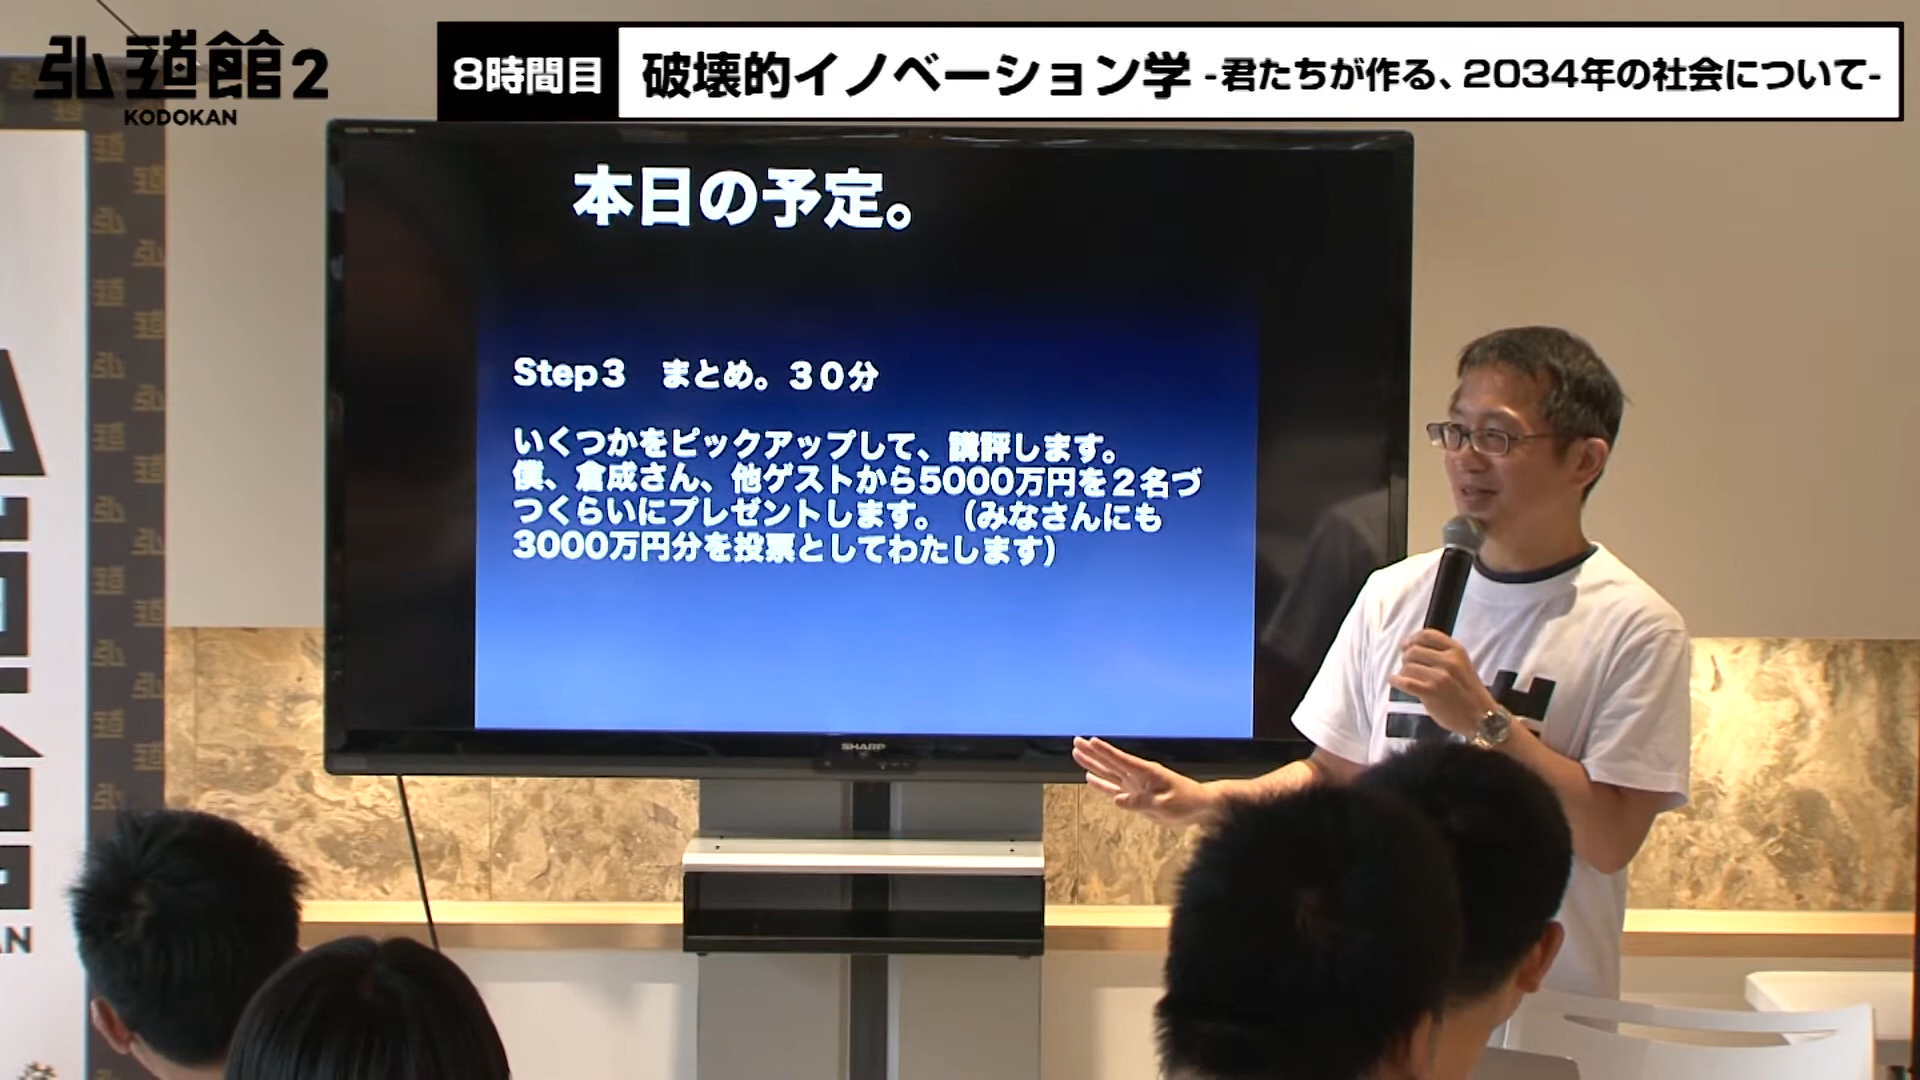 弘道館2
KODOKAN
8時間目
破壊的イノベーション学 -君たちが作る、2034年の社会について-
本日の予定。
Step3 まとめ。30分
いくつかをピックアップして、講評します。
僕、倉成さん、他ゲストから5000万円を2名づ
つくらいにプレゼントします。（みなさんにも
3000万円分を投票としてわたします）
SHARP
AN